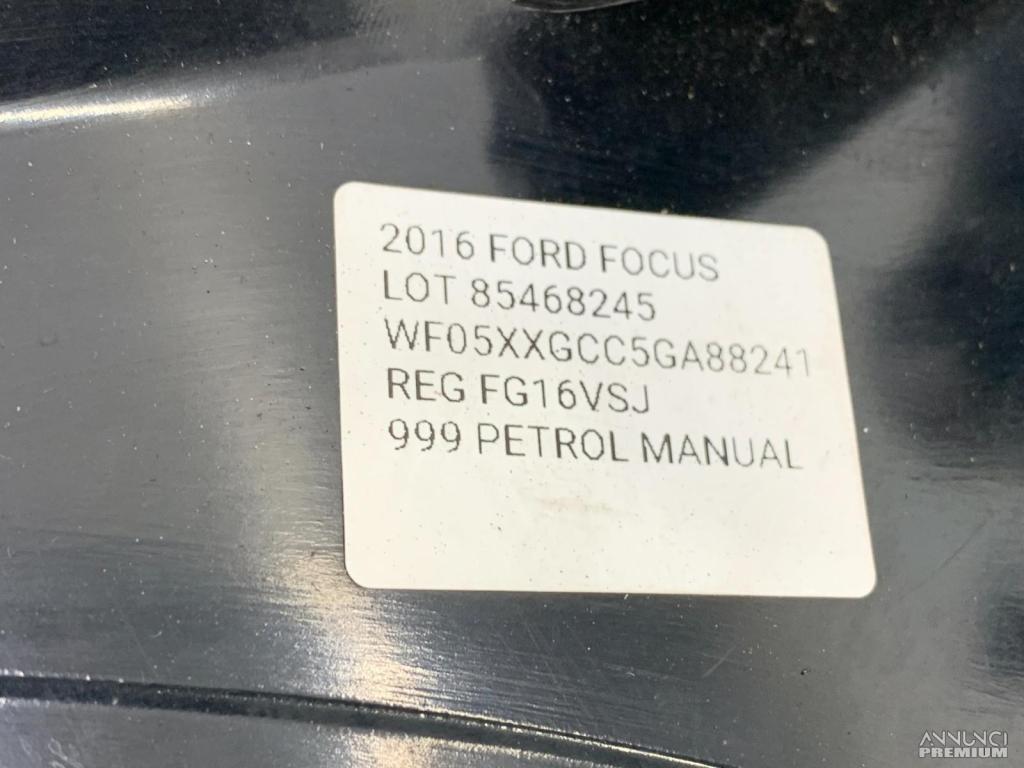 2016 FORD FOCUS
LOT 85468245
WF05XXGCC5GA88241
REG FG16VSJ
999 PETROL MANUAL
ANNUNCI
PREMIUM